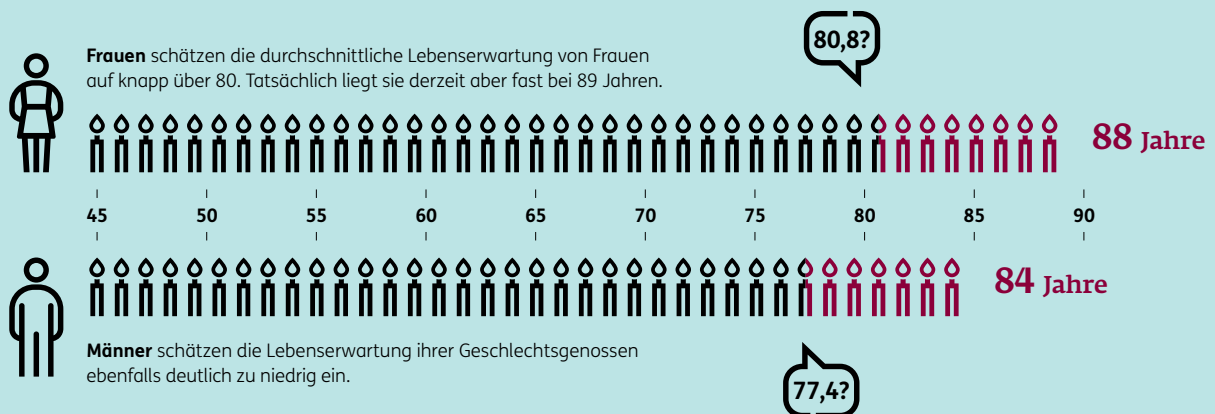 80,8?
Frauen schätzen die durchschnittliche Lebenserwartung von Frauen
auf knapp über 80. Tatsächlich liegt sie derzeit aber fast bei 89 Jahren.
88 Jahre
45 50 55 60 65 70 75 80 85 90
84 Jahre
Männer schätzen die Lebenserwartung ihrer Geschlechtsgenossen
ebenfalls deutlich zu niedrig ein.
77,4?